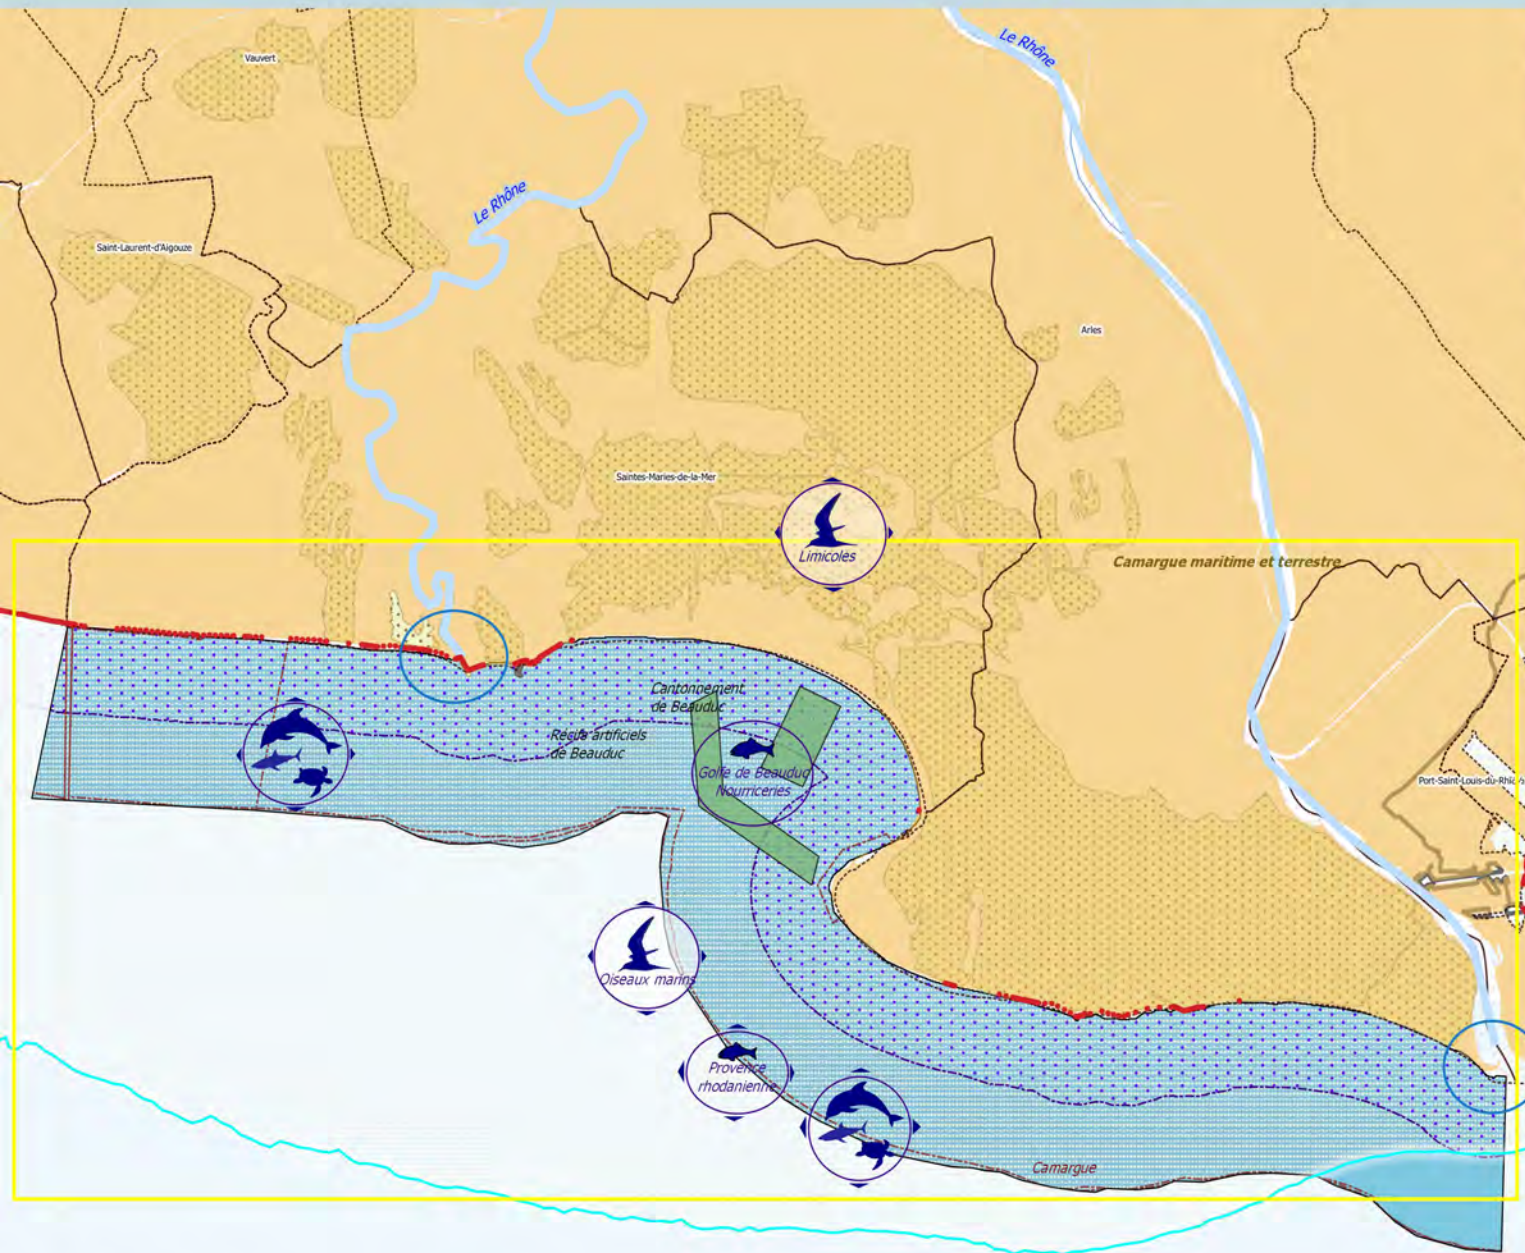 Le Rhône
Vauvert
Le Rhône
Saint-Laurent-d'Aigouze
Arles
Saintes-Maries-de-la-Mer
Limicoles
Camargue maritime et terrestre
Cantonnement
de Beauduc
Récifs artificiels
de Beauduc
Golfe de Beauduc
Nourriceries
Port-Saint-Louis-du-Rhô
Oiseaux marins
Provence
rhodanienne
Camargue